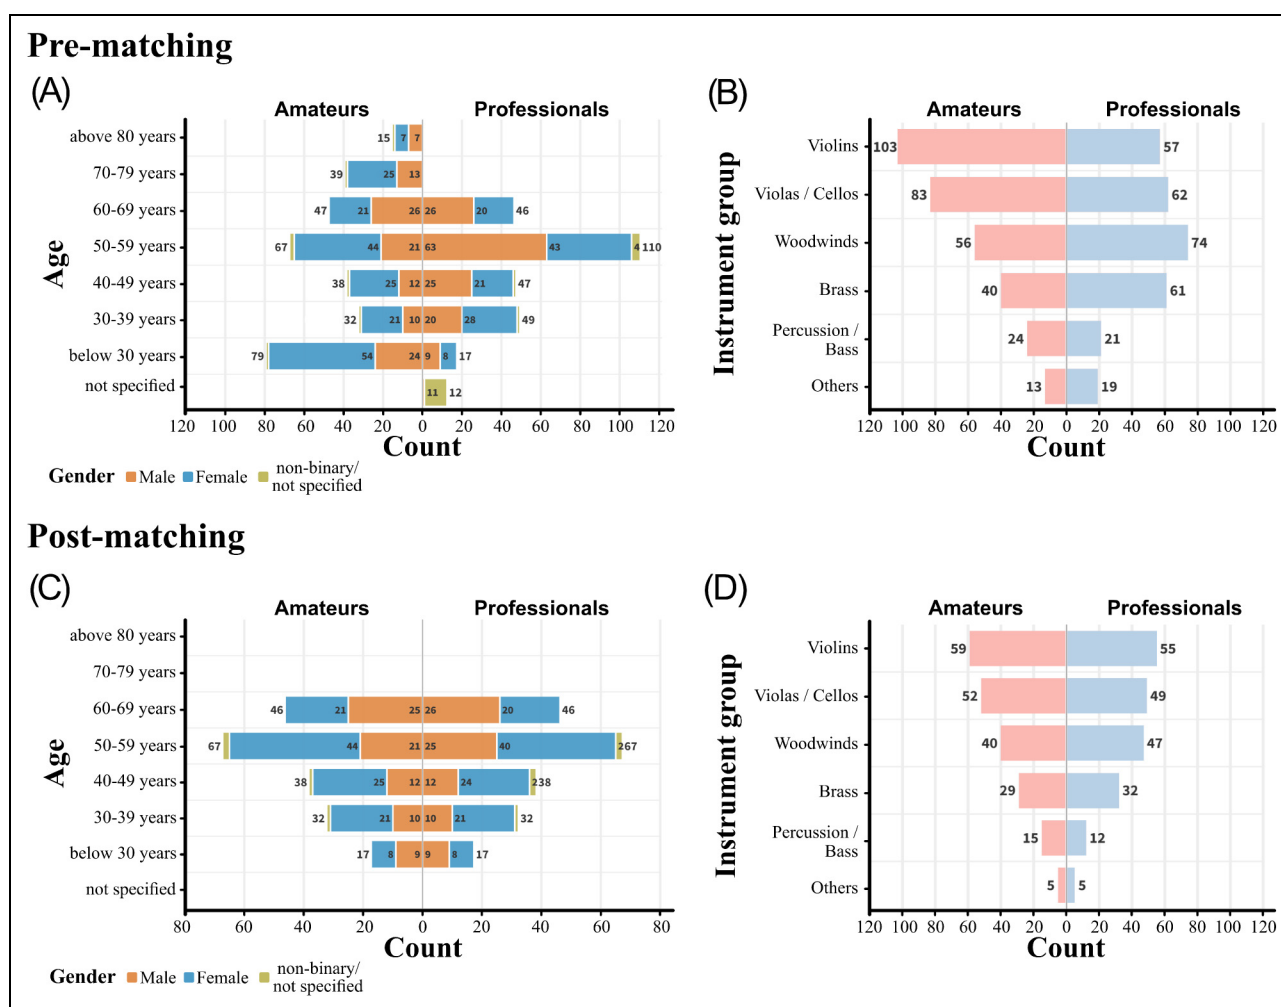 Pre-matching
(A)
Amateurs Professionals
above 80 years 15 7 7
70-79 years 39 25 13
60-69 years 47 21 26 26 20 46
50-59 years 67 44 21 63 43 4 110
40-49 years 38 25 12 25 21 47
30-39 years 32 21 10 20 28 49
below 30 years 79 54 24 9 8 17
not specified 11 12
Age
120 100 80 60 40 20 0 20 40 60 80 100 120
Count
Gender Male Female non-binary/
not specified
(B)
Amateurs Professionals
Violins 103 57
Violas / Cellos 83 62
Woodwinds 56 74
Brass 40 61
Percussion /
Bass 24 21
Others 13 19
Instrument group
120 100 80 60 40 20 0 20 40 60 80 100 120
Count
Post-matching
(C)
Amateurs Professionals
above 80 years
70-79 years
60-69 years 46 21 25 26 20 46
50-59 years 67 44 21 25 40 2 67
40-49 years 38 25 12 12 24 2 38
30-39 years 32 21 10 10 21 32
below 30 years 17 8 9 9 8 17
not specified
Age
80 60 40 20 0 20 40 60 80
Count
Gender Male Female non-binary/
not specified
(D)
Amateurs Professionals
Violins 59 55
Violas / Cellos 52 49
Woodwinds 40 47
Brass 29 32
Percussion /
Bass 15 12
Others 5 5
Instrument group
120 100 80 60 40 20 0 20 40 60 80 100 120
Count